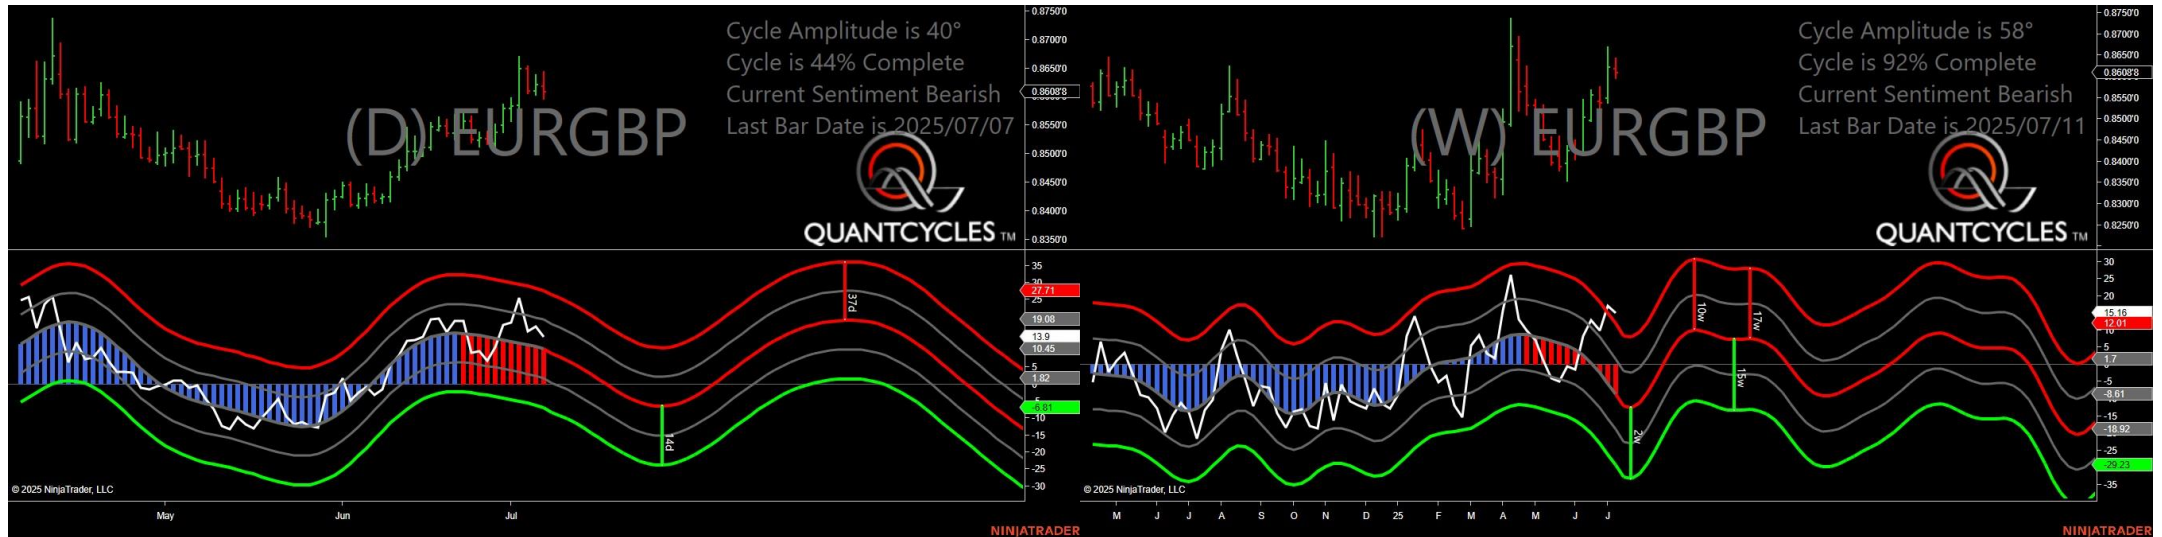 Cycle Amplitude is 40°
Cycle is 44% Complete
Current Sentiment Bearish
Last Bar Date is 2025/07/07
(D) EURGBP
QUANTCYCLES TM
0.8750'0
0.8700'0
0.8650'0
0.8608'8
0.8550'0
0.8500'0
0.8450'0
0.8400'0
0.8350'0
35
27.71
25
19.08
13.9
10.45
5
1.82
-6.81
-10
-15
-20
-25
-30
37d
14d
© 2025 NinjaTrader, LLC
May
Jun
Jul
NINJATRADER
Cycle Amplitude is 58°
Cycle is 92% Complete
Current Sentiment Bearish
Last Bar Date is 2025/07/11
(W) EURGBP
QUANTCYCLES TM
0.8750'0
0.8700'0
0.8650'0
0.8608'8
0.8550'0
0.8500'0
0.8450'0
0.8400'0
0.8350'0
0.8300'0
0.8250'0
30
25
20
15.16
12.01
5
1.7
-5
-8.61
-15
-18.92
-25
-29.23
-35
10w
17w
15w
2w
© 2025 NinjaTrader, LLC
M J J A S O N D 25 F M A M J J
NINJATRADER